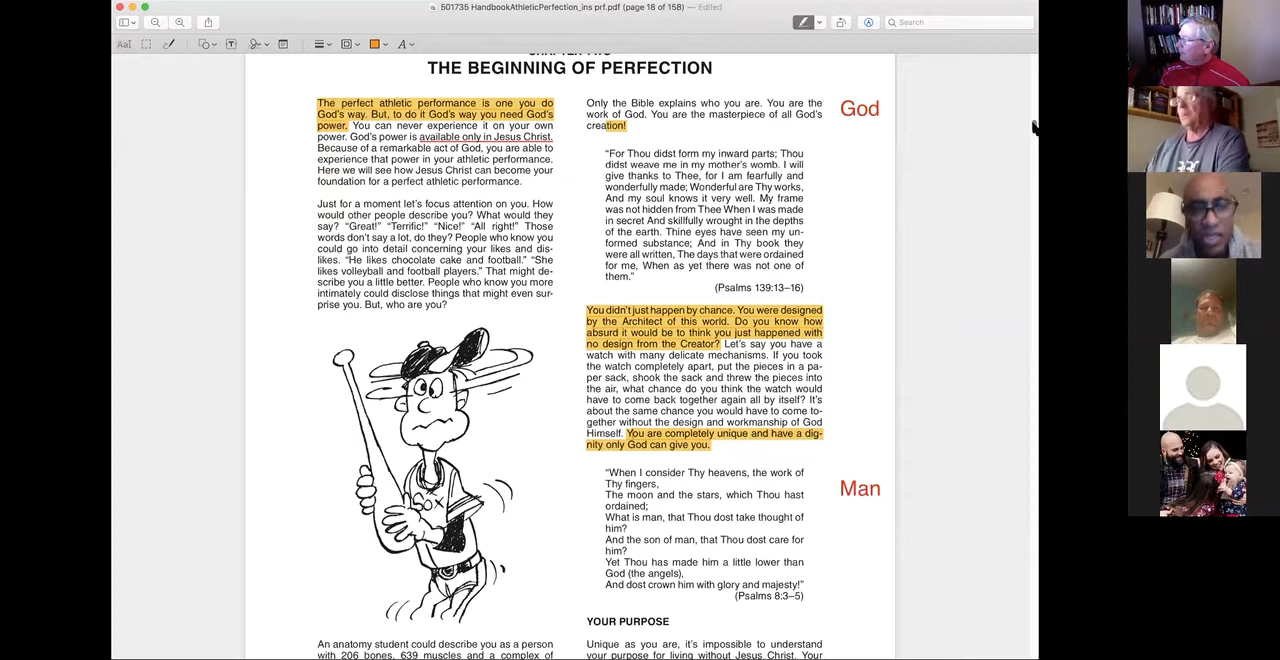 501735 HandbookAthleticPerfection_ins prf.pdf (page 18 of 158) — Edited
Search
AaI
CHAPTER TWO
THE BEGINNING OF PERFECTION
The perfect athletic performance is one you do
God's way. But, to do it God's way you need God's
power. You can never experience it on your own
power. God's power is available only in Jesus Christ.
Because of a remarkable act of God, you are able to
experience that power in your athletic performance.
Here we will see how Jesus Christ can become your
foundation for a perfect athletic performance.
Just for a moment let's focus attention on you. How
would other people describe you? What would they
say? "Great!" "Terrific!" "Nice!" "All right!" Those
words don't say a lot, do they? People who know you
could go into detail concerning your likes and dis-
likes. "He likes chocolate cake and football." "She
likes volleyball and football players." That might de-
scribe you a little better. People who know you more
intimately could disclose things that might even sur-
prise you. But, who are you?
SOX
An anatomy student could describe you as a person
with 206 bones, 639 muscles and a complex of
Only the Bible explains who you are. You are the
work of God. You are the masterpiece of all God's
creation!
God
"For Thou didst form my inward parts; Thou
didst weave me in my mother's womb. I will
give thanks to Thee, for I am fearfully and
wonderfully made; Wonderful are Thy works,
And my soul knows it very well. My frame
was not hidden from Thee When I was made
in secret And skillfully wrought in the depths
of the earth. Thine eyes have seen my un-
formed substance; And in Thy book they
were all written, The days that were ordained
for me, When as yet there was not one of
them."
(Psalms 139:13–16)
You didn't just happen by chance. You were designed
by the Architect of this world. Do you know how
absurd it would be to think you just happened with
no design from the Creator? Let's say you have a
watch with many delicate mechanisms. If you took
the watch completely apart, put the pieces in a pa-
per sack, shook the sack and threw the pieces into
the air, what chance do you think the watch would
have to come back together again all by itself? It's
about the same chance you would have to come to-
gether without the design and workmanship of God
Himself. You are completely unique and have a dig-
nity only God can give you.
"When I consider Thy heavens, the work of
Thy fingers,
The moon and the stars, which Thou hast
ordained;
What is man, that Thou dost take thought of
him?
And the son of man, that Thou dost care for
him?
Yet Thou has made him a little lower than
God (the angels),
And dost crown him with glory and majesty!"
(Psalms 8:3–5)
Man
YOUR PURPOSE
Unique as you are, it's impossible to understand
your purpose for living without Jesus Christ. Your